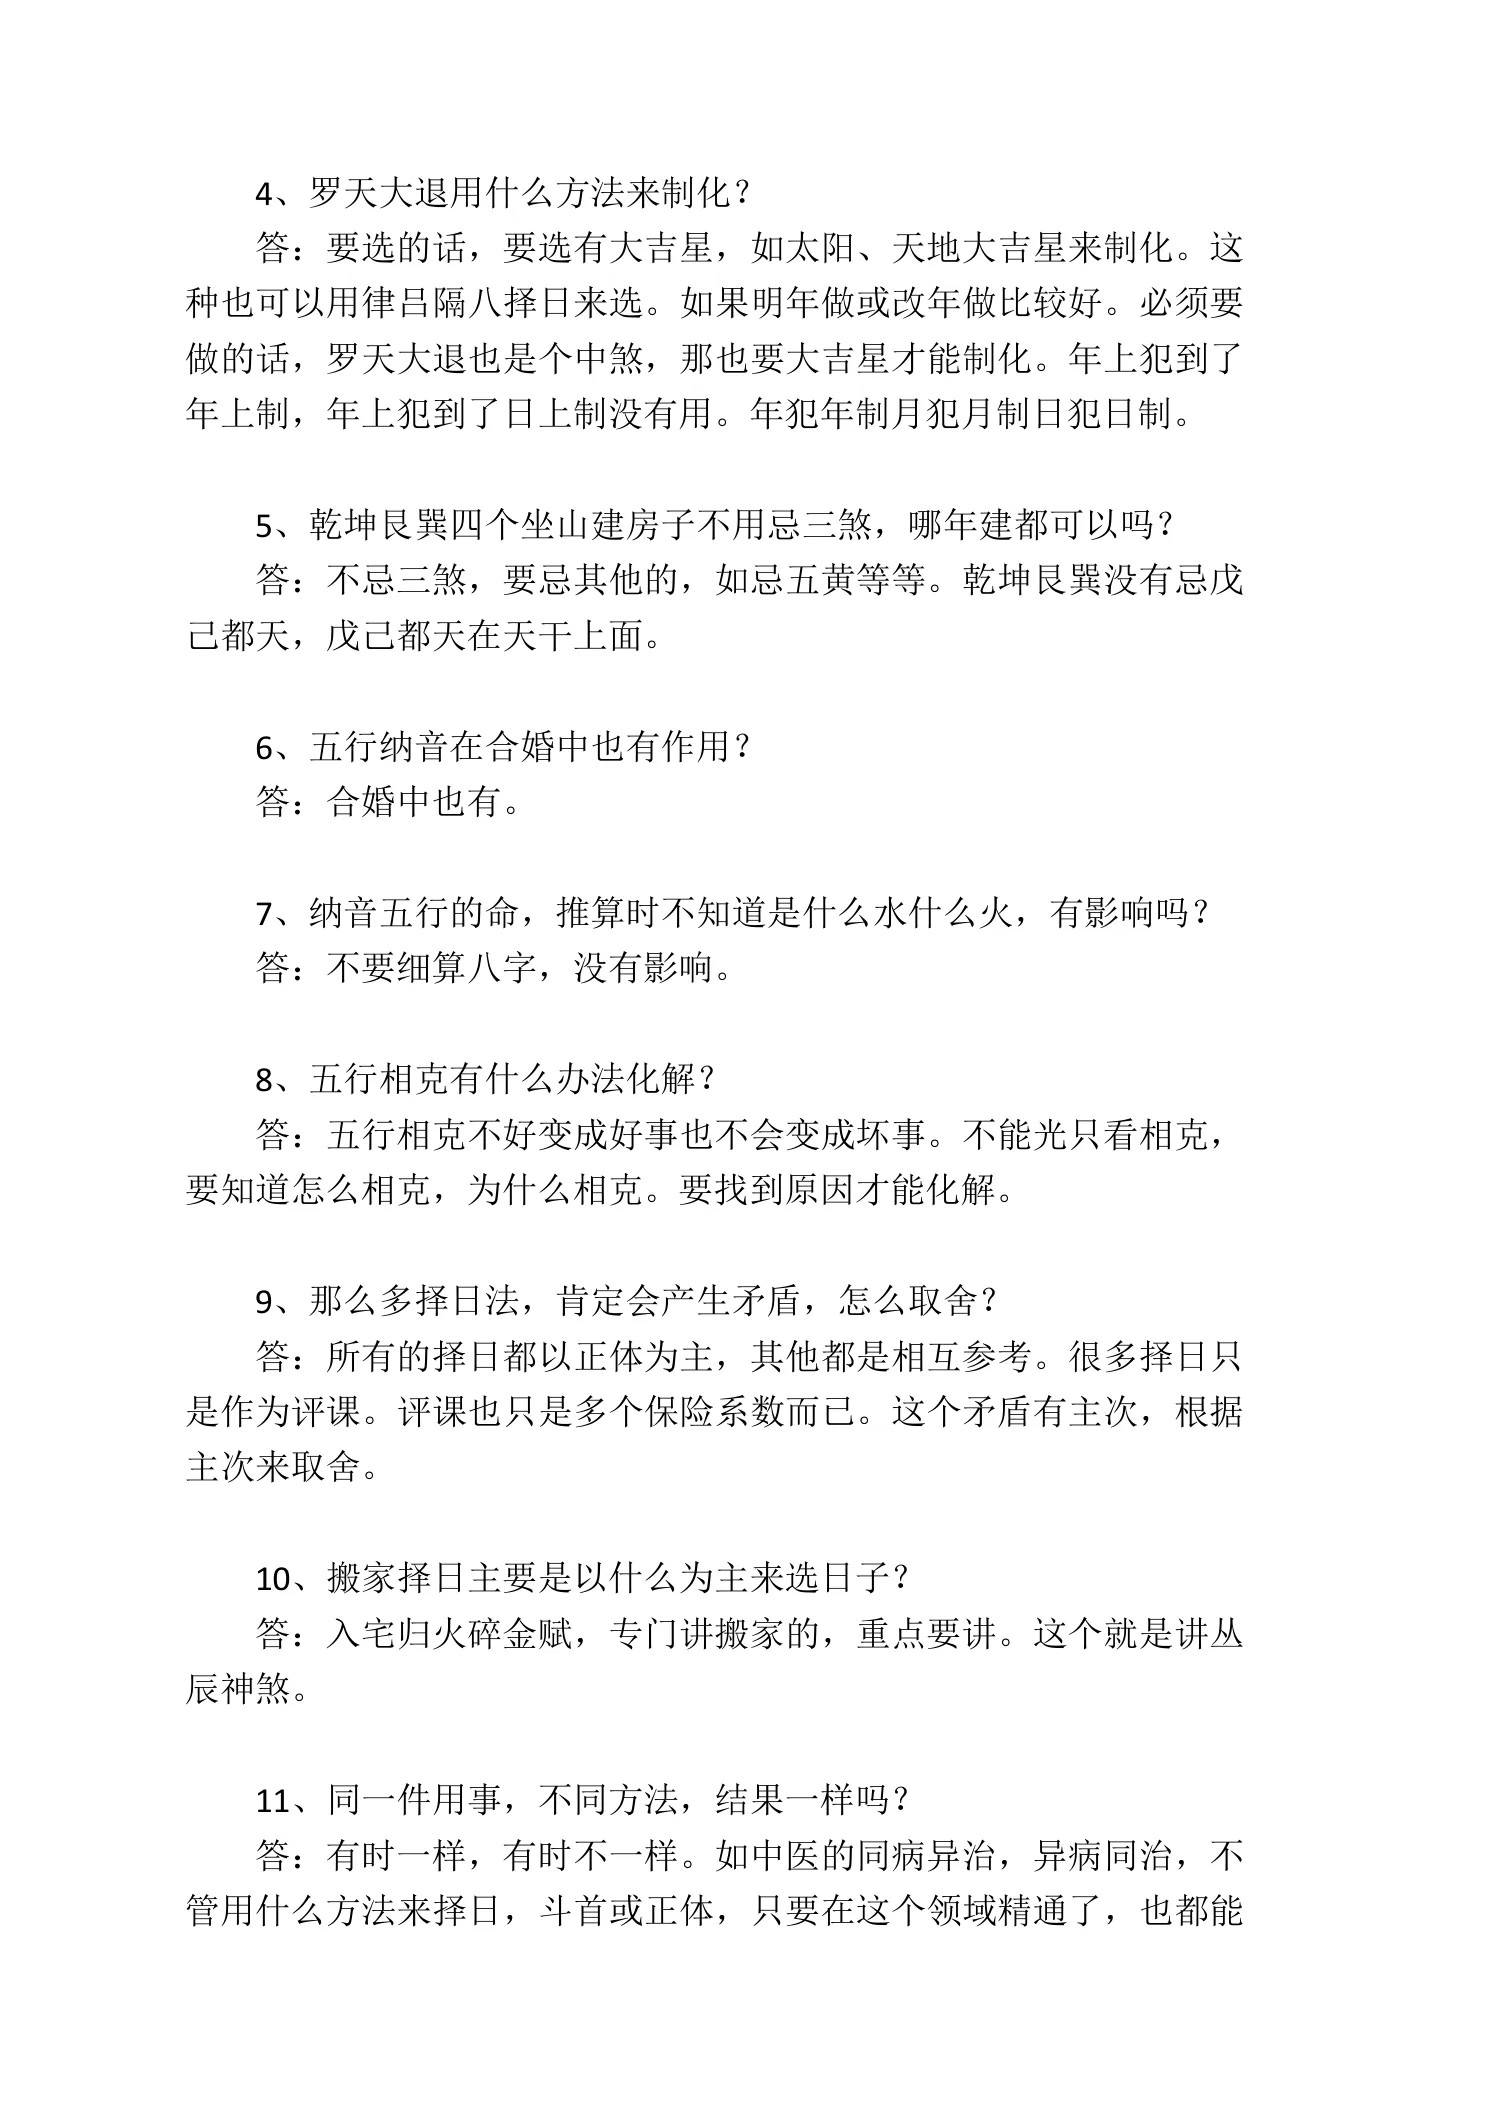 4、罗天大退用什么方法来制化？
答：要选的话，要选有大吉星，如太阳、天地大吉星来制化。这
种也可以用律吕隔八择日来选。如果明年做或改年做比较好。必须要
做的话，罗天大退也是个中煞，那也要大吉星才能制化。年上犯到了
年上制，年上犯到了日上制没有用。年犯年制月犯月制日犯日制。
5、乾坤艮巽四个坐山建房子不用忌三煞，哪年建都可以吗？
答：不忌三煞，要忌其他的，如忌五黄等等。乾坤艮巽没有忌戊
己都天，戊己都天在天干上面。
6、五行纳音在合婚中也有作用？
答：合婚中也有。
7、纳音五行的命，推算时不知道是什么水什么火，有影响吗？
答：不要细算八字，没有影响。
8、五行相克有什么办法化解？
答：五行相克不好变成好事也不会变成坏事。不能光只看相克，
要知道怎么相克，为什么相克。要找到原因才能化解。
9、那么多择日法，肯定会产生矛盾，怎么取舍？
答：所有的择日都以正体为主，其他都是相互参考。很多择日只
是作为评课。评课也只是多个保险系数而己。这个矛盾有主次，根据
主次来取舍。
10、搬家择日主要是以什么为主来选日子？
答：入宅归火碎金赋，专门讲搬家的，重点要讲。这个就是讲丛
辰神煞。
11、同一件用事，不同方法，结果一样吗？
答：有时一样，有时不一样。如中医的同病异治，异病同治，不
管用什么方法来择日，斗首或正体，只要在这个领域精通了，也都能